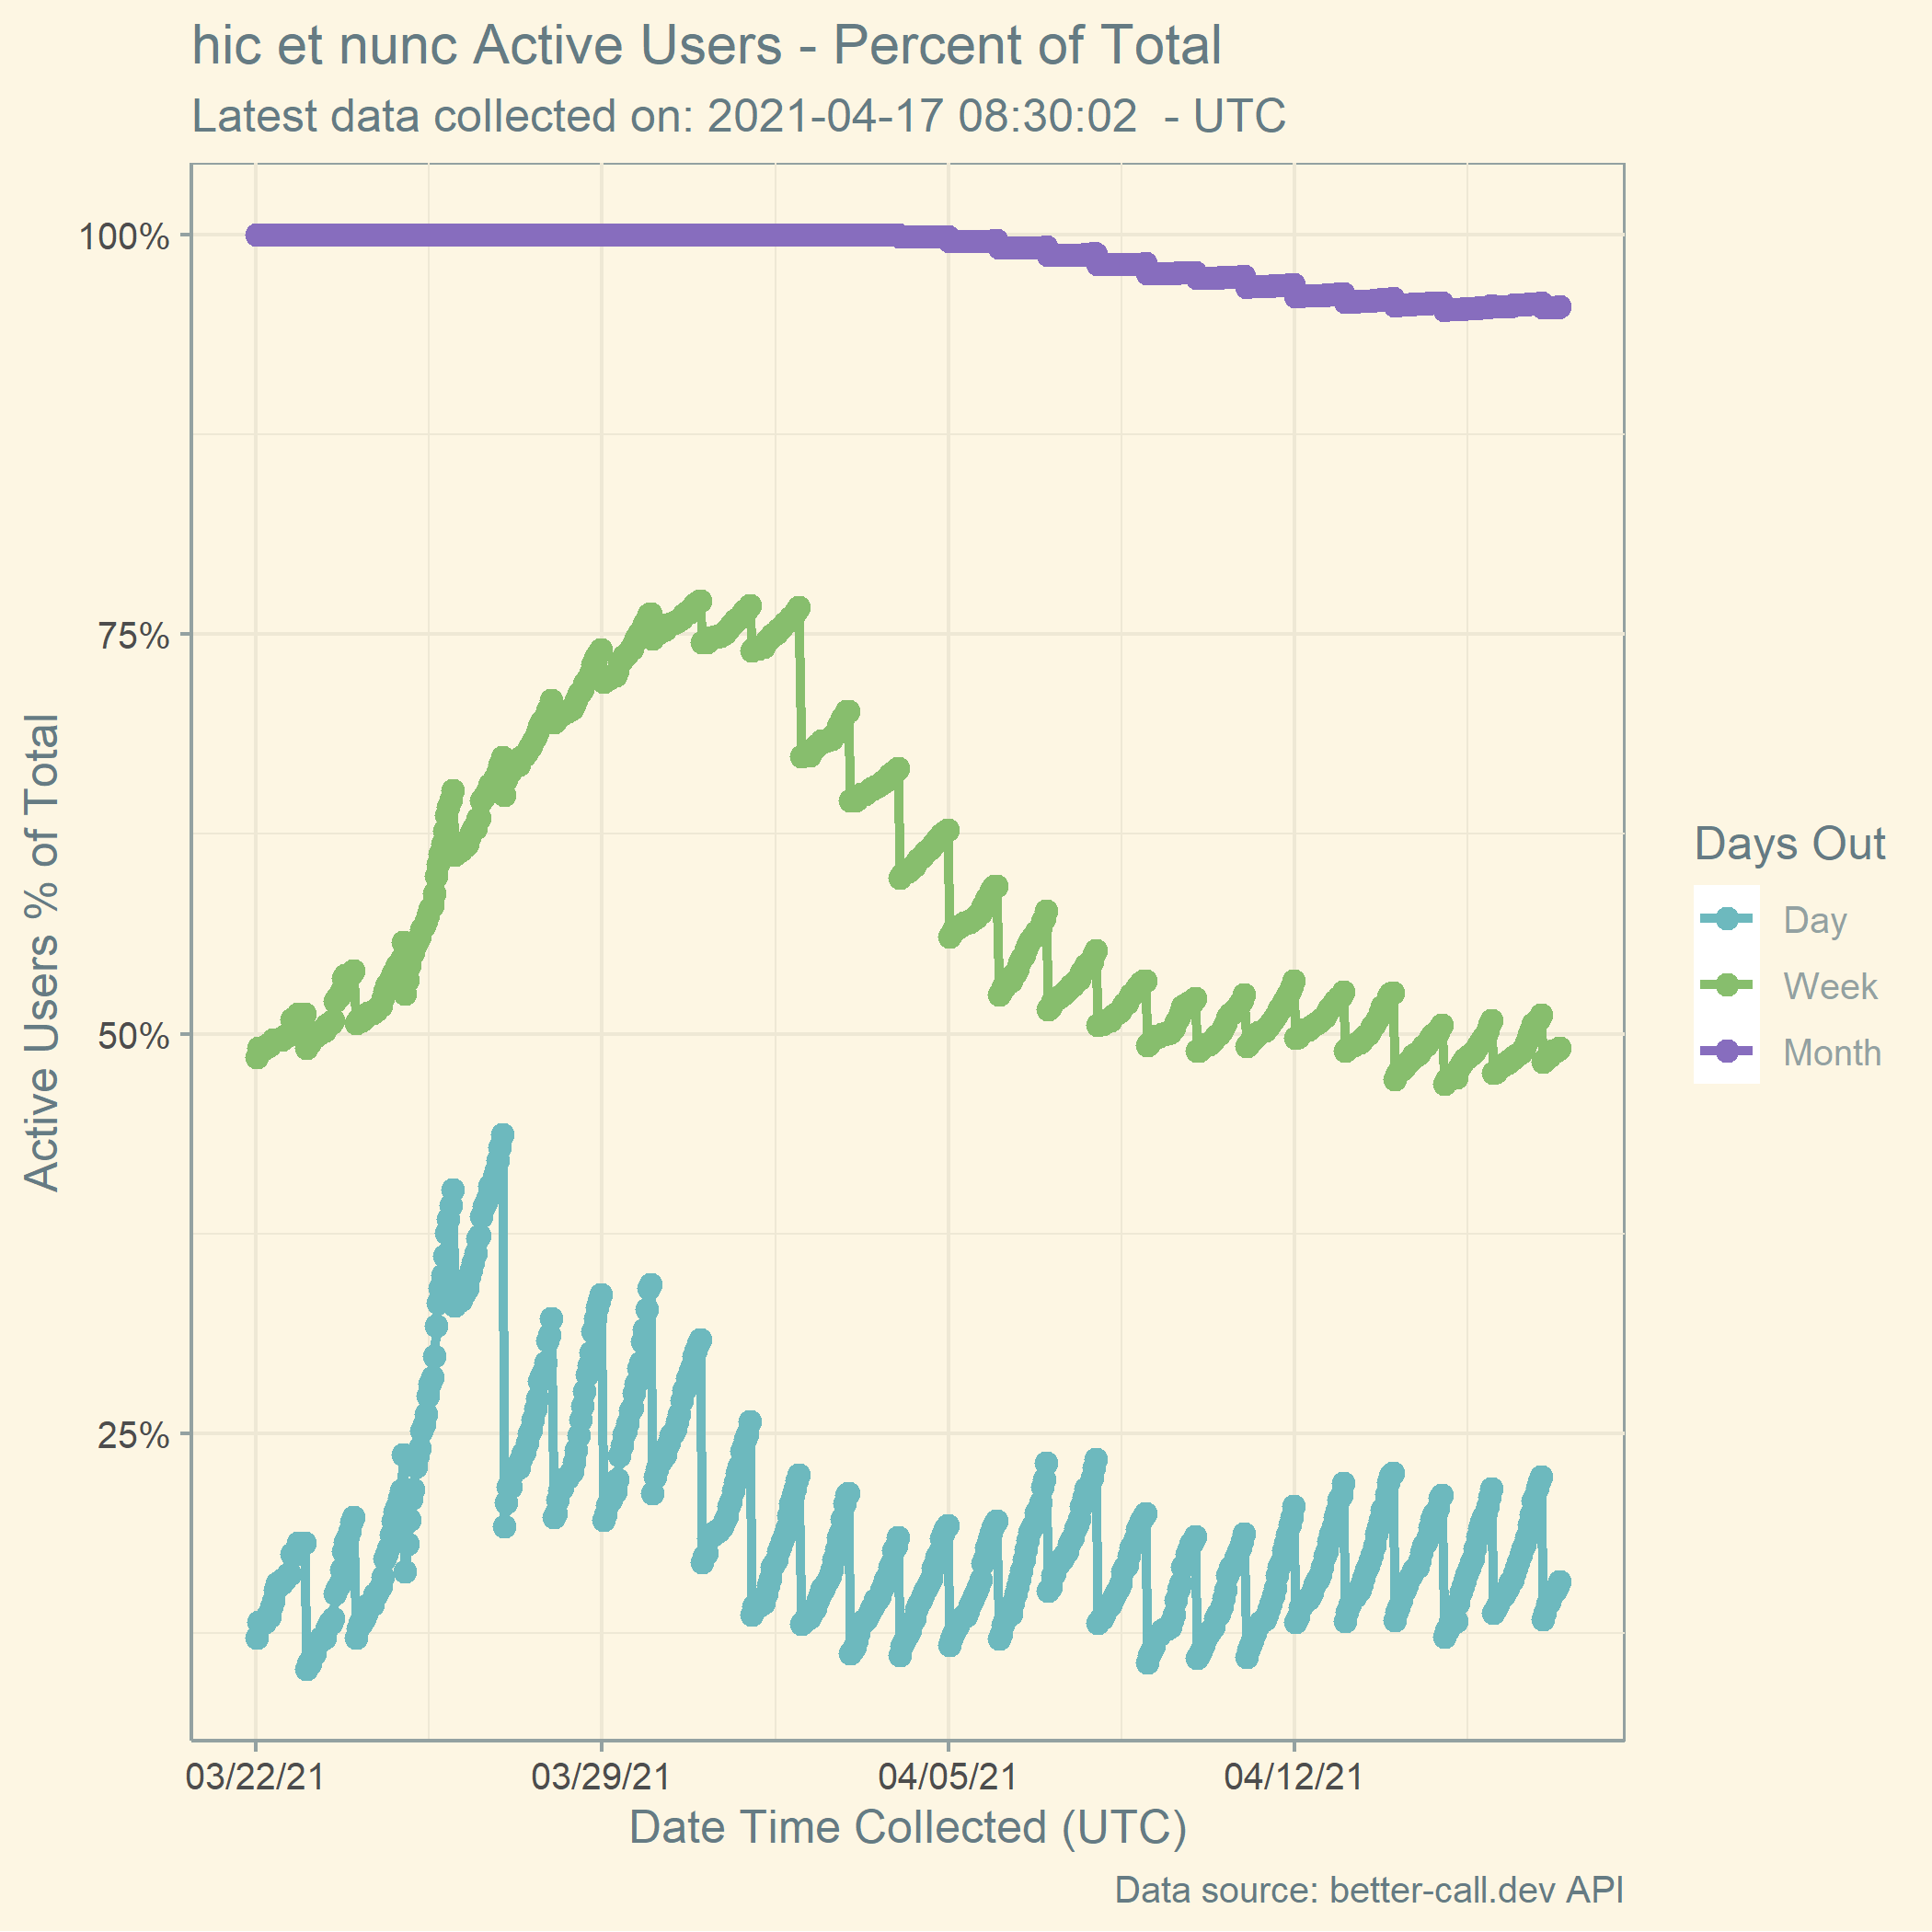 hic et nunc Active Users - Percent of Total
Latest data collected on: 2021-04-17 08:30:02  - UTC
Active Users % of Total
100%
75%
50%
25%
03/22/21
03/29/21
04/05/21
04/12/21
Date Time Collected (UTC)
Days Out
Day
Week
Month
Data source: better-call.dev API